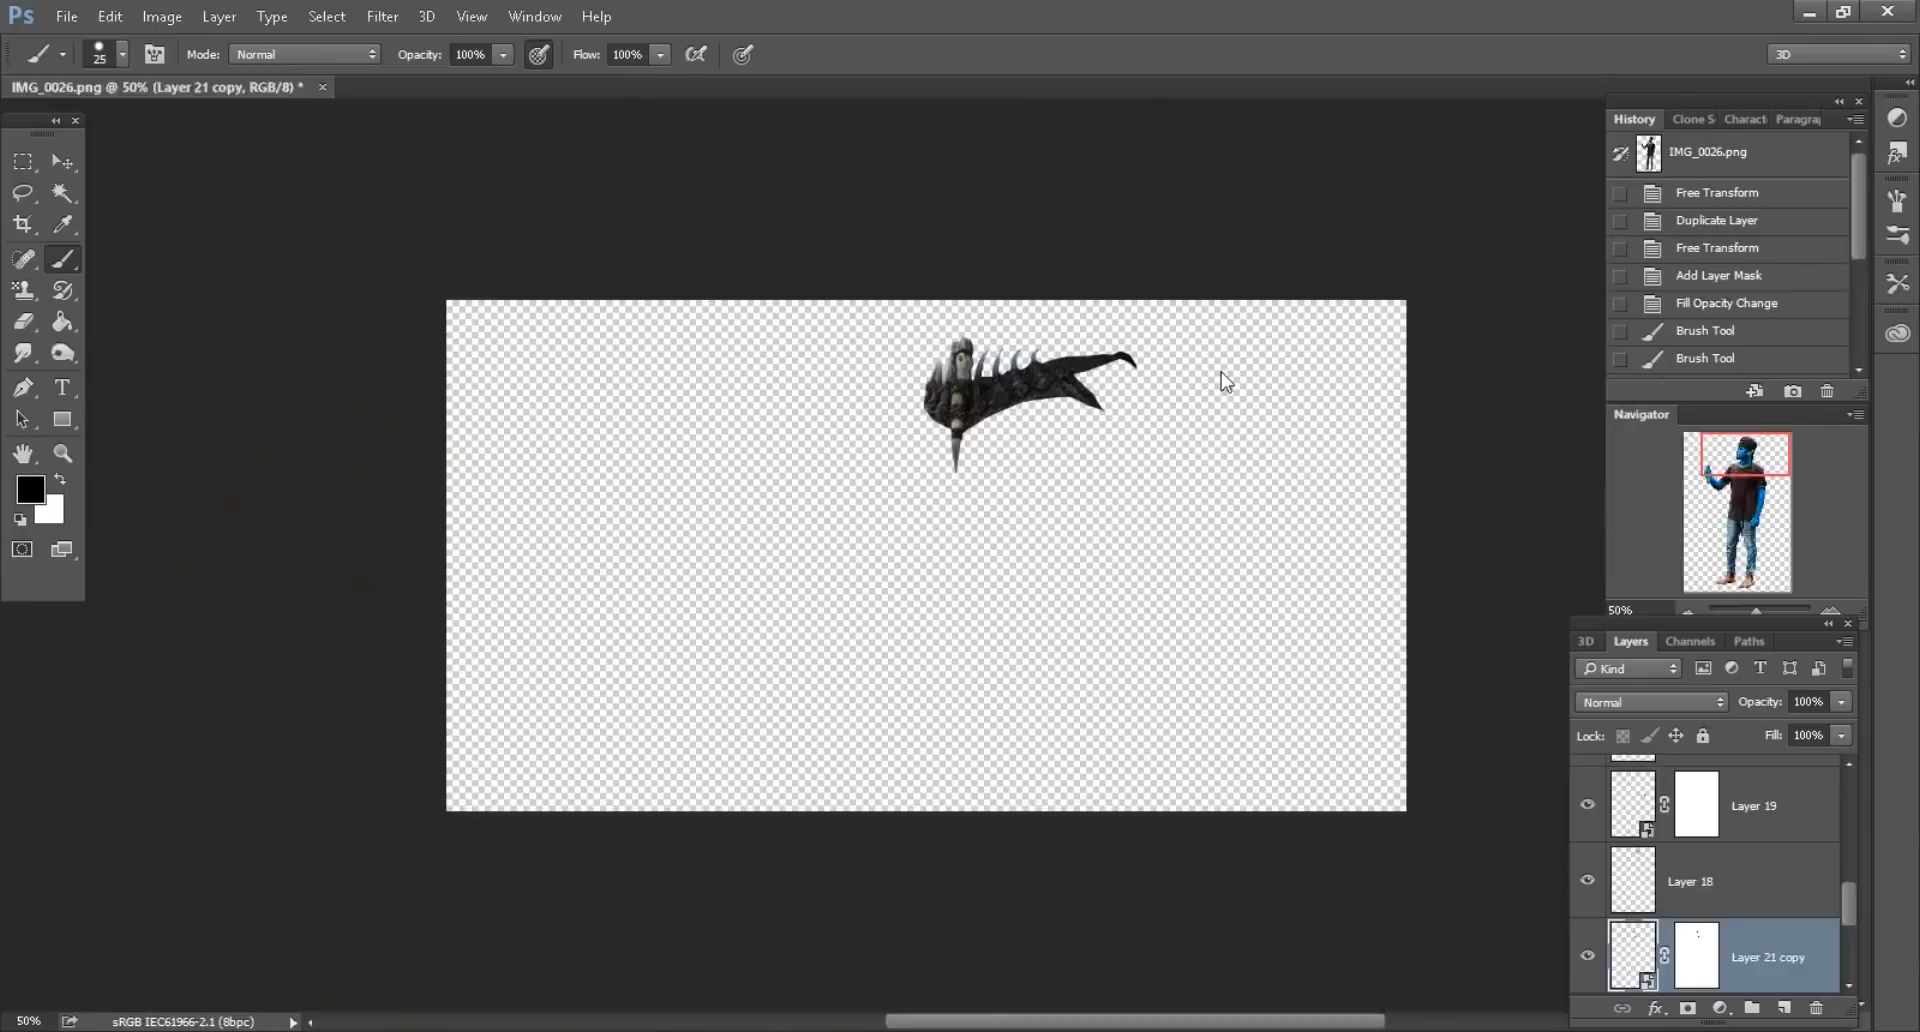 Ps File Edit Image Layer Type Select Filter 3D View Window Help
25 Mode: Normal Opacity: 100% Flow: 100% 3D
IMG_0026.png @ 50% (Layer 21 copy, RGB/8) * ×
History Clone S Charact Paragra
IMG_0026.png
Free Transform
Duplicate Layer
Free Transform
Add Layer Mask
Fill Opacity Change
Brush Tool
Brush Tool
Navigator
50%
3D Layers Channels Paths
Kind
Normal Opacity: 100%
Lock: Fill: 100%
Layer 19
Layer 18
Layer 21 copy
fx
50% sRGB IEC61966-2.1 (8bpc)